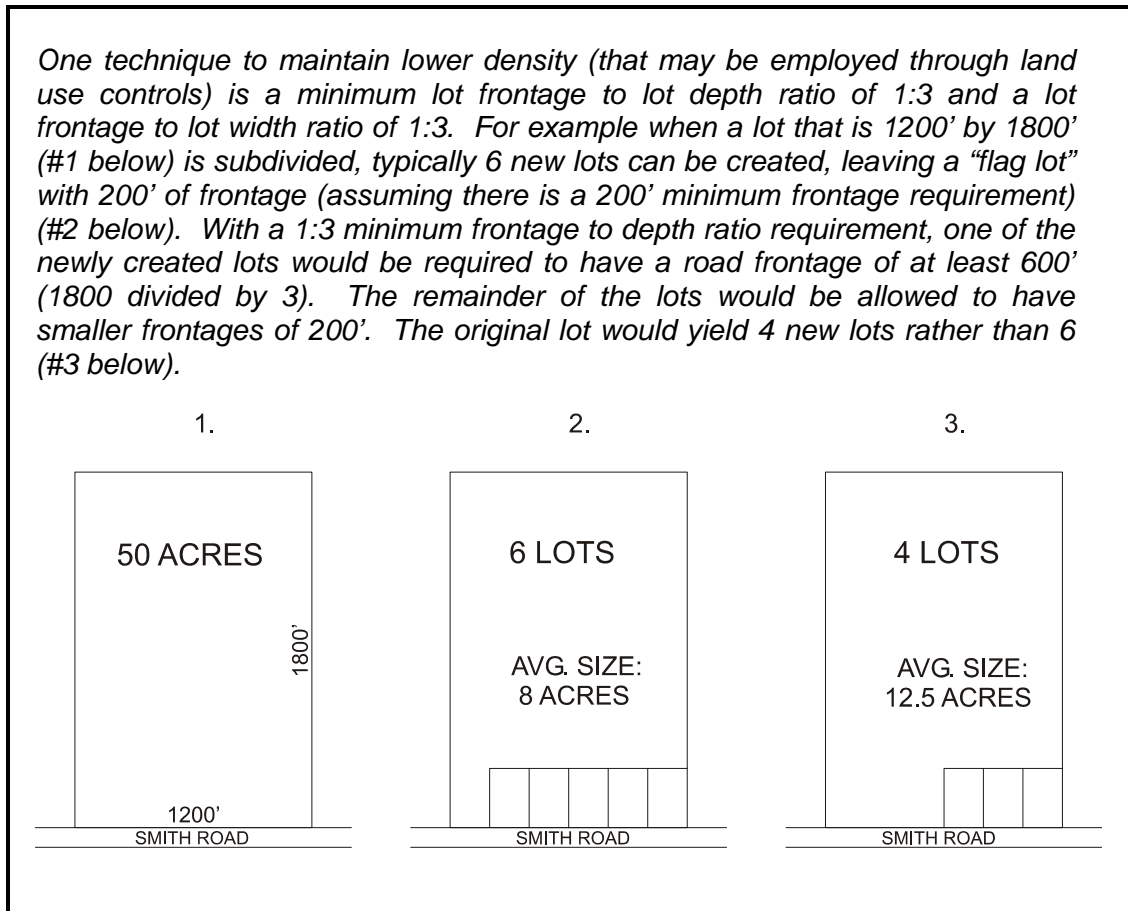 One technique to maintain lower density (that may be employed through land
use controls) is a minimum lot frontage to lot depth ratio of 1:3 and a lot
frontage to lot width ratio of 1:3. For example when a lot that is 1200’ by 1800’
(#1 below) is subdivided, typically 6 new lots can be created, leaving a “flag lot”
with 200’ of frontage (assuming there is a 200’ minimum frontage requirement)
(#2 below). With a 1:3 minimum frontage to depth ratio requirement, one of the
newly created lots would be required to have a road frontage of at least 600’
(1800 divided by 3). The remainder of the lots would be allowed to have
smaller frontages of 200’. The original lot would yield 4 new lots rather than 6
(#3 below).
1.
50 ACRES
1800’
1200’
SMITH ROAD
2.
6 LOTS
AVG. SIZE:
8 ACRES
SMITH ROAD
3.
4 LOTS
AVG. SIZE:
12.5 ACRES
SMITH ROAD